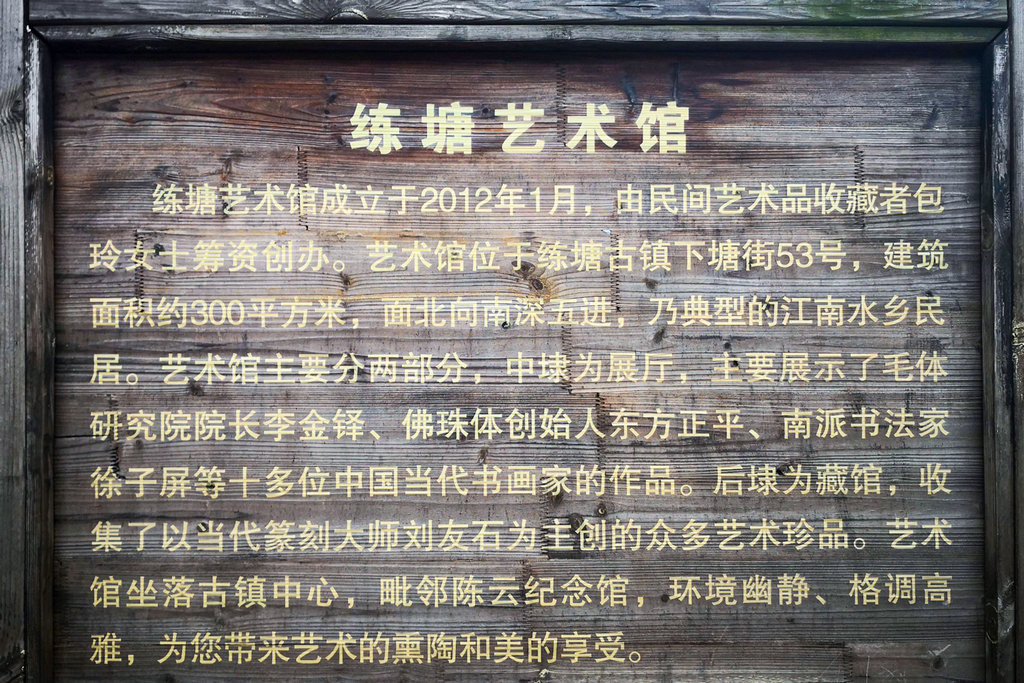 练塘艺术馆
练塘艺术馆成立于2012年1月，由民间艺术品收藏者包
玲女士筹资创办。艺术馆位于练塘古镇下塘街53号，建筑
面积约300平方米，面北向南深五进，乃典型的江南水乡民
居。艺术馆主要分两部分，中埭为展厅，主要展示了毛体
研究院院长李金铎、佛珠体创始人东方正平、南派书法家
徐子屏等十多位中国当代书画家的作品。后埭为藏馆，收
集了以当代篆刻大师刘友石为主创的众多艺术珍品。艺术
馆坐落古镇中心，毗邻陈云纪念馆，环境幽静、格调高
雅，为您带来艺术的熏陶和美的享受。